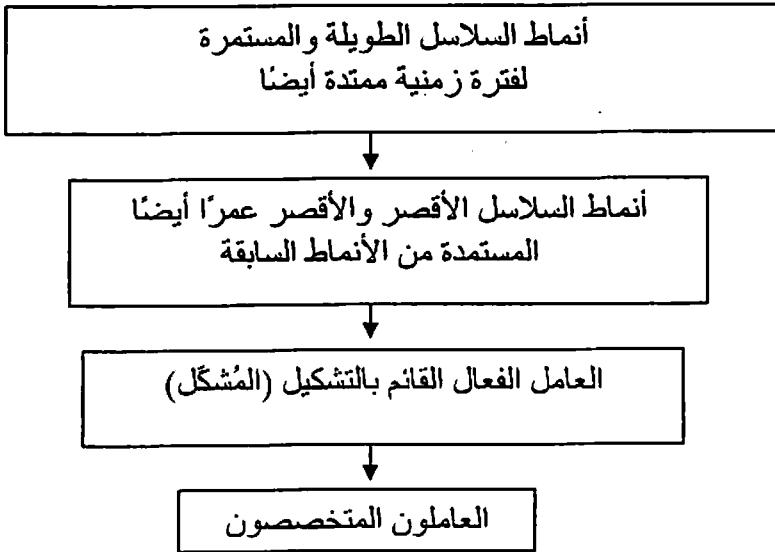 أنماط السلاسل الطويلة والمستمرة
لفترة زمنية ممتدة أيضًا
أنماط السلاسل الأقصر والأقصر عمرًا أيضًا
المستمدة من الأنماط السابقة
العامل الفعال القائم بالتشكيل (المُشكِّل)
العاملون المتخصصون